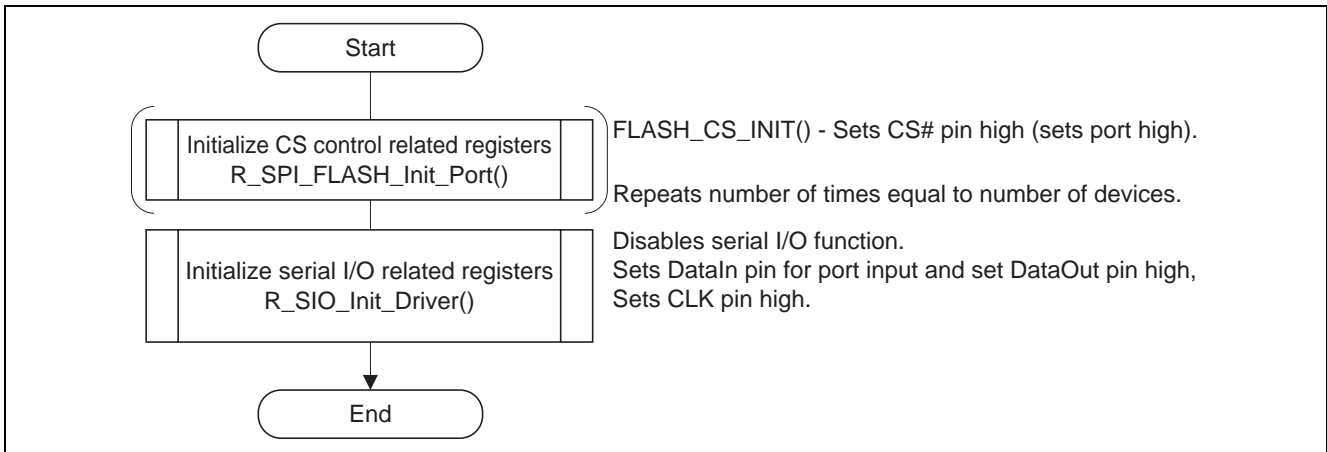 Start
Initialize CS control related registers
R_SPI_FLASH_Init_Port()
FLASH_CS_INIT() - Sets CS# pin high (sets port high).
Repeats number of times equal to number of devices.
Initialize serial I/O related registers
R_SIO_Init_Driver()
Disables serial I/O function.
Sets DataIn pin for port input and set DataOut pin high,
Sets CLK pin high.
End